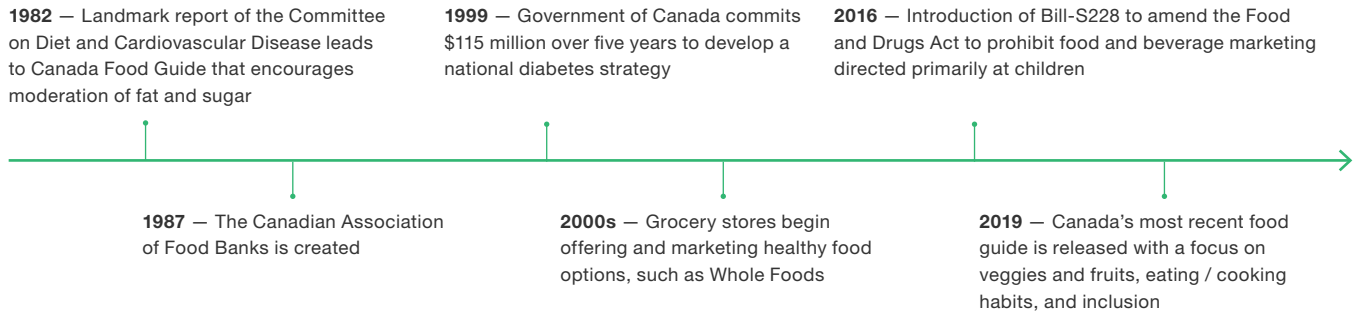 1982 — Landmark report of the Committee
on Diet and Cardiovascular Disease leads
to Canada Food Guide that encourages
moderation of fat and sugar
1999 — Government of Canada commits
$115 million over five years to develop a
national diabetes strategy
2016 — Introduction of Bill-S228 to amend the Food
and Drugs Act to prohibit food and beverage marketing
directed primarily at children
1987 — The Canadian Association
of Food Banks is created
2000s — Grocery stores begin
offering and marketing healthy food
options, such as Whole Foods
2019 — Canada’s most recent food
guide is released with a focus on
veggies and fruits, eating / cooking
habits, and inclusion